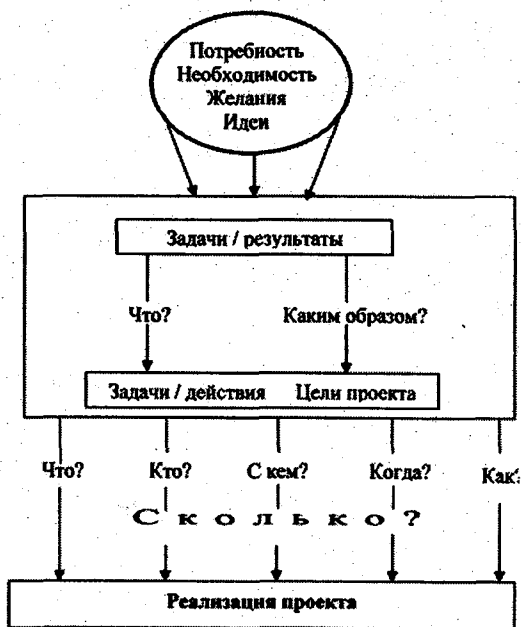 Потребность
Необходимость
Желания
Идеи
Задачи / результаты
Что? Каким образом?
Задачи / действия Цели проекта
Что? Кто? С кем? Когда? Как?
Сколько?
Реализация проекта